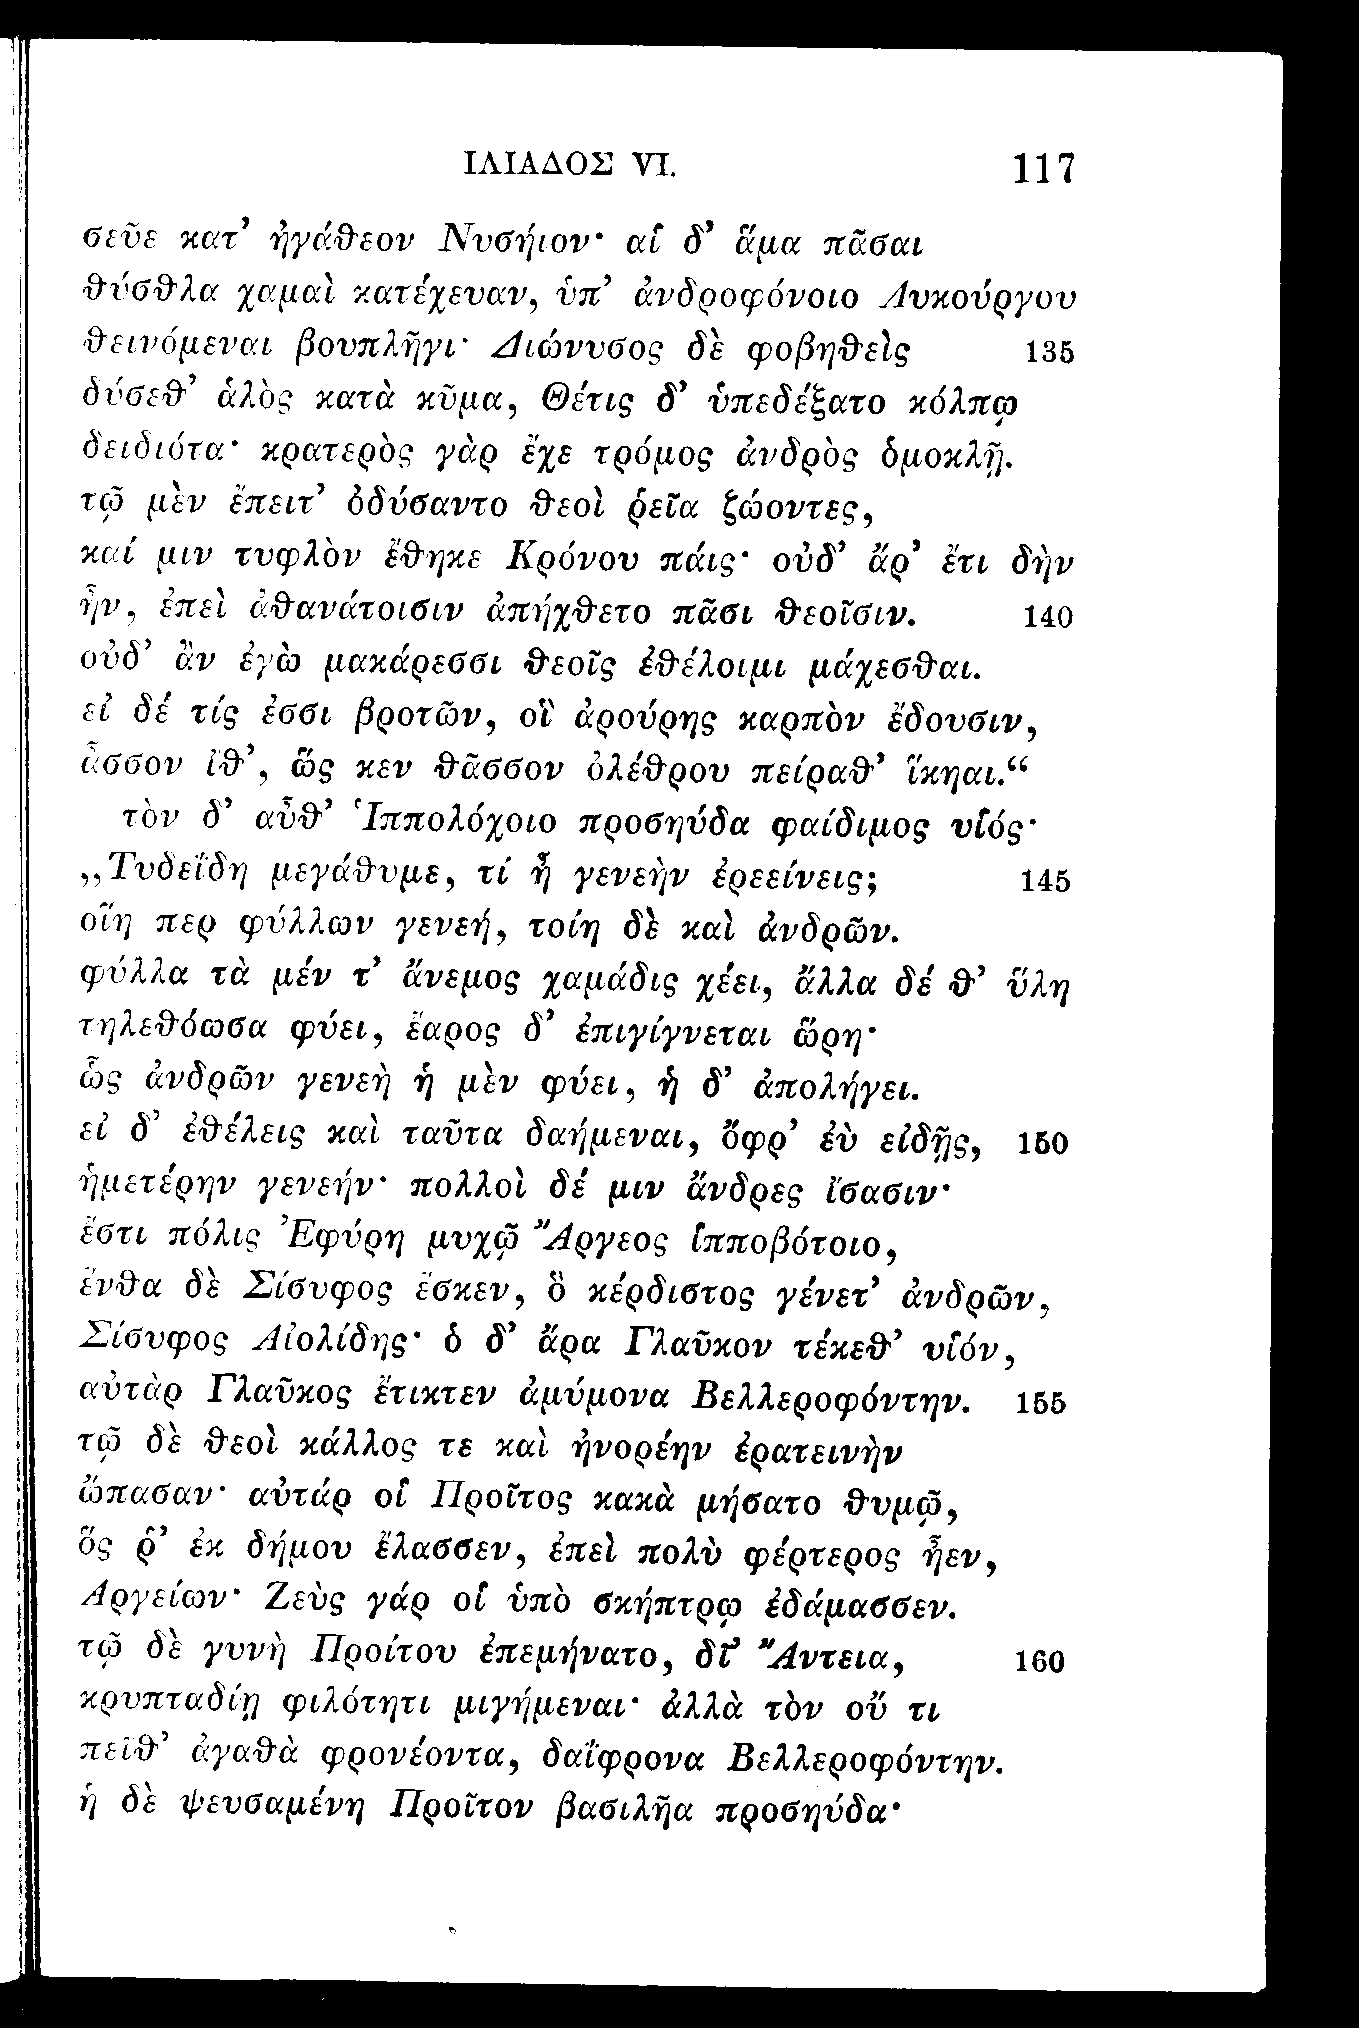 ΙΛΙΑΔΟΣ VI. 117
σεῦε κατ’ ἠγάθεον Νυσήιον· αἳ δ’ ἅμα πᾶσαι
θύσθλα χαμαὶ κατέχευαν, ὑπ’ ἀνδροφόνοιο Λυκούργου
θεινόμεναι βουπλῆγι· Διώνυσος δὲ φοβηθεὶς 135
δύσεθ’ ἁλὸς κατὰ κῦμα, Θέτις δ’ ὑπεδέξατο κόλπῳ
δειδιότα· κρατερὸς γὰρ ἔχε τρόμος ἀνδρὸς ὁμοκλῇ.
τῷ μὲν ἔπειτ’ ὀδύσαντο θεοὶ ῥεῖα ζώοντες,
καί μιν τυφλὸν ἔθηκε Κρόνου πάις· οὐδ’ ἄρ’ ἔτι δὴν
ἦν, ἐπεὶ ἀθανάτοισιν ἀπήχθετο πᾶσι θεοῖσιν. 140
οὐδ’ ἂν ἐγὼ μακάρεσσι θεοῖς ἐθέλοιμι μάχεσθαι.
εἰ δέ τίς ἐσσι βροτῶν, οἳ ἀρούρης καρπὸν ἔδουσιν,
ἆσσον ἴθ’, ὥς κεν θᾶσσον ὀλέθρου πείραθ’ ἵκηαι.“
τὸν δ’ αὖθ’ Ἱππολόχοιο προσηύδα φαίδιμος υἱός·
„Τυδεΐδη μεγάθυμε, τί ἦ γενεὴν ἐρεείνεις; 145
οἵη περ φύλλων γενεή, τοίη δὲ καὶ ἀνδρῶν.
φύλλα τὰ μέν τ’ ἄνεμος χαμάδις χέει, ἄλλα δέ θ’ ὕλη
τηλεθόωσα φύει, ἔαρος δ’ ἐπιγίγνεται ὥρη·
ὣς ἀνδρῶν γενεὴ ἡ μὲν φύει, ἡ δ’ ἀπολήγει.
εἰ δ’ ἐθέλεις καὶ ταῦτα δαήμεναι, ὄφρ’ ἐὺ εἰδῇς, 150
ἡμετέρην γενεήν· πολλοὶ δέ μιν ἄνδρες ἴσασιν·
ἔστι πόλις Ἐφύρη μυχῷ Ἄργεος ἱπποβότοιο,
ἔνθα δὲ Σίσυφος ἔσκεν, ὃ κέρδιστος γένετ’ ἀνδρῶν,
Σίσυφος Αἰολίδης· ὁ δ’ ἄρα Γλαῦκον τέκεθ’ υἱόν,
αὐτὰρ Γλαῦκος ἔτικτεν ἀμύμονα Βελλεροφόντην. 155
τῷ δὲ θεοὶ κάλλος τε καὶ ἠνορέην ἐρατεινὴν
ὤπασαν· αὐτάρ οἱ Προῖτος κακὰ μήσατο θυμῷ,
ὅς ῥ’ ἐκ δήμου ἔλασσεν, ἐπεὶ πολὺ φέρτερος ἦεν,
Ἀργείων· Ζεὺς γάρ οἱ ὑπὸ σκήπτρῳ ἐδάμασσεν.
τῷ δὲ γυνὴ Προίτου ἐπεμήνατο, δῖ’ Ἄντεια, 160
κρυπταδίῃ φιλότητι μιγήμεναι· ἀλλὰ τὸν οὔ τι
πεῖθ’ ἀγαθὰ φρονέοντα, δαΐφρονα Βελλεροφόντην.
ἡ δὲ ψευσαμένη Προῖτον βασιλῆα προσηύδα·